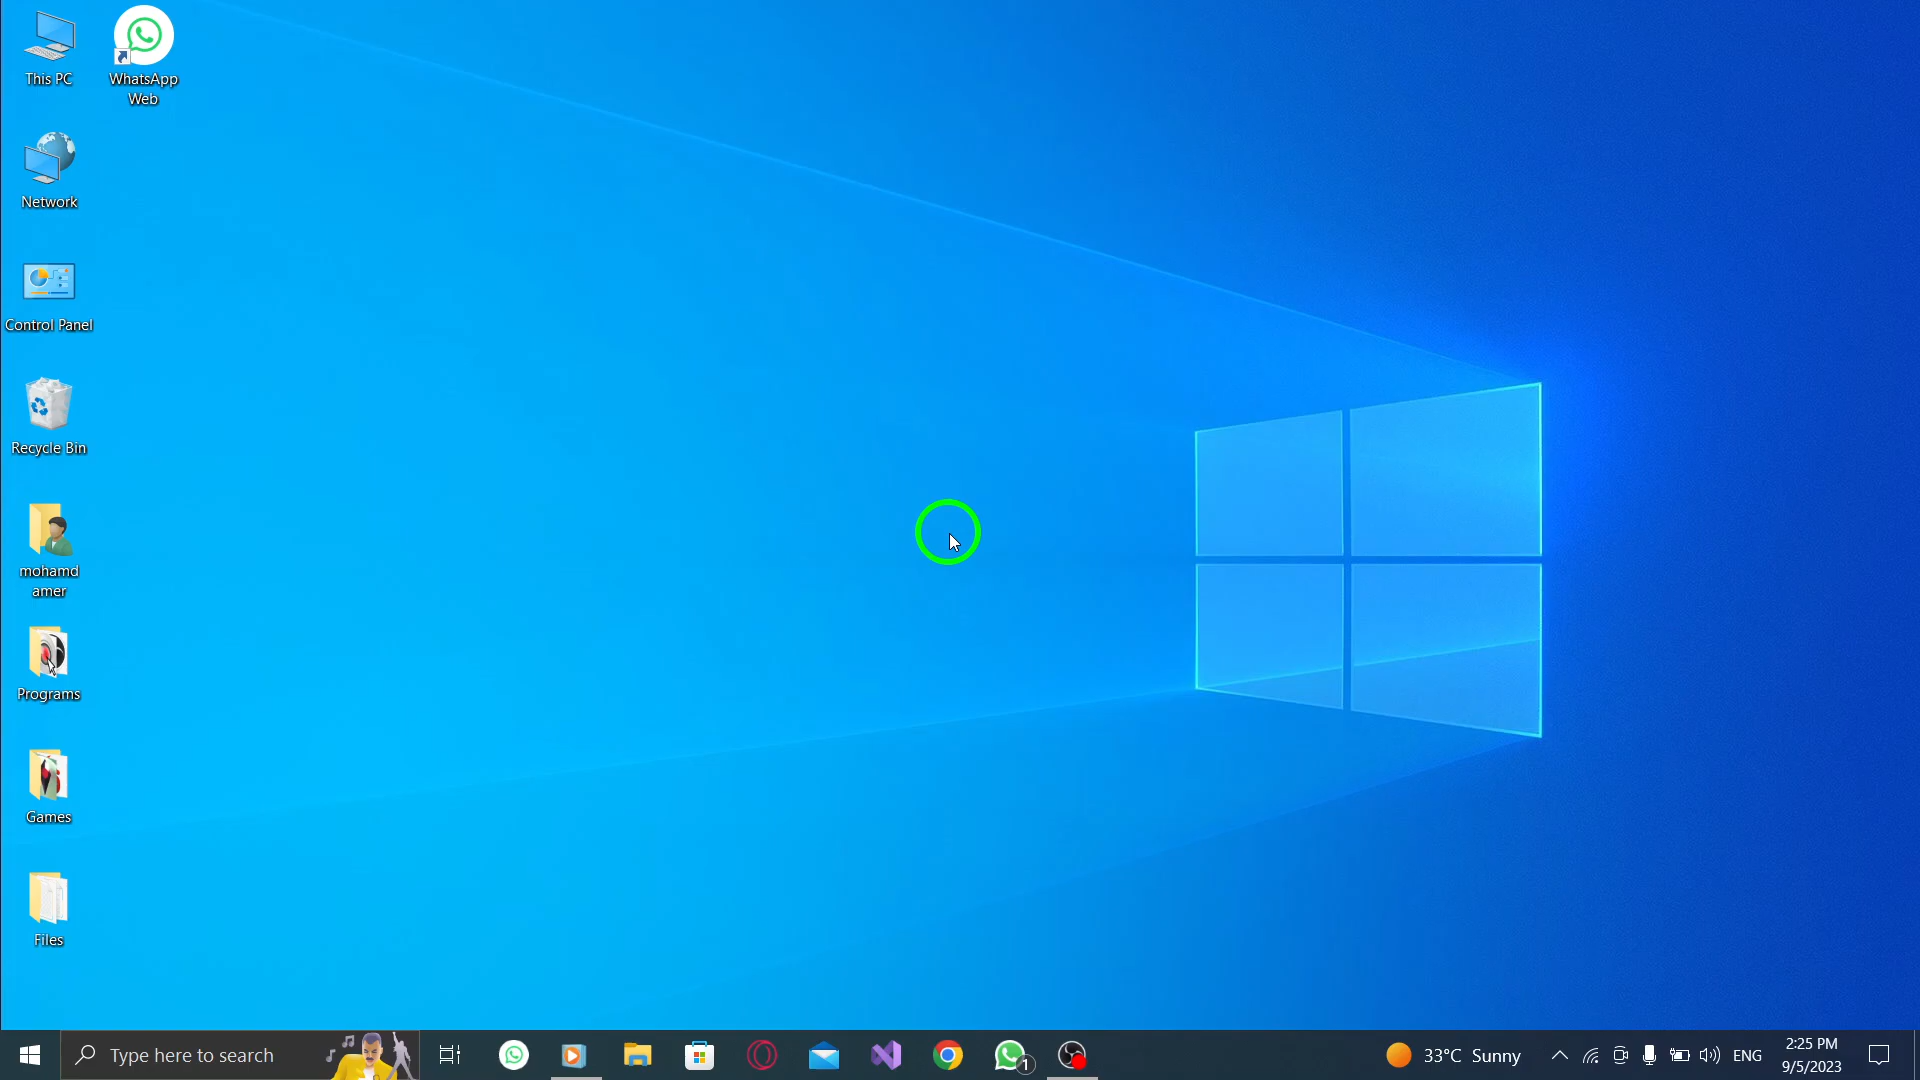 This PC
WhatsApp
Web
Network
Control Panel
Recycle Bin
mohamd
amer
Programs
Games
Files
Type here to search
1
33°C Sunny
ENG
2:25 PM
9/5/2023